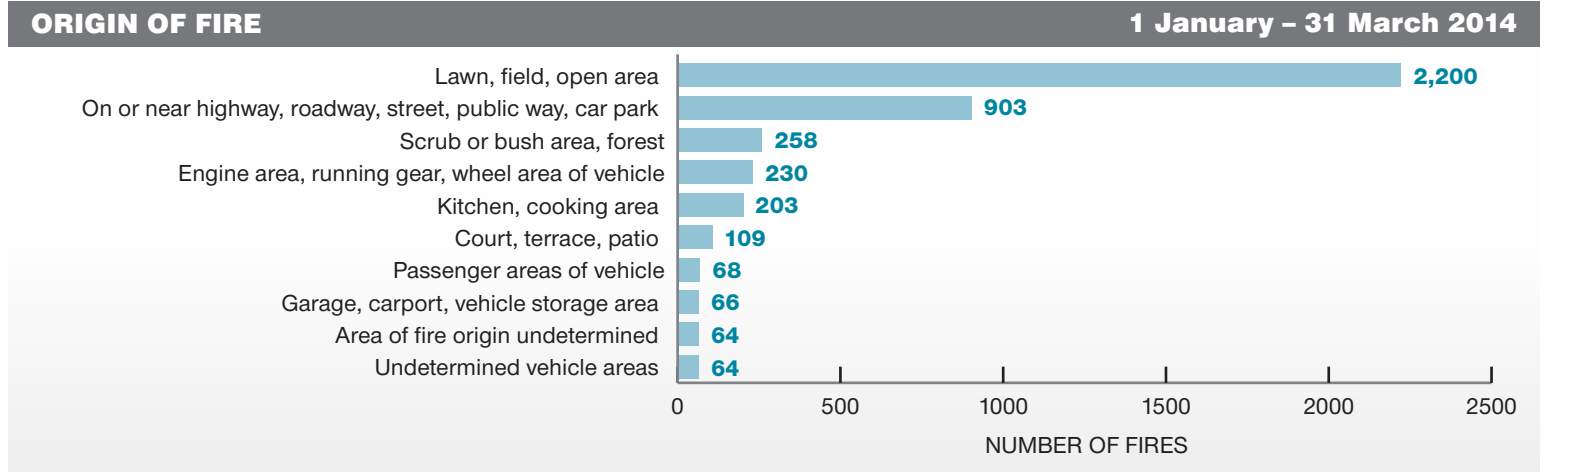 ORIGIN OF FIRE 1 January – 31 March 2014
Lawn, field, open area 2,200
On or near highway, roadway, street, public way, car park 903
Scrub or bush area, forest 258
Engine area, running gear, wheel area of vehicle 230
Kitchen, cooking area 203
Court, terrace, patio 109
Passenger areas of vehicle 68
Garage, carport, vehicle storage area 66
Area of fire origin undetermined 64
Undetermined vehicle areas 64
0 500 1000 1500 2000 2500
NUMBER OF FIRES